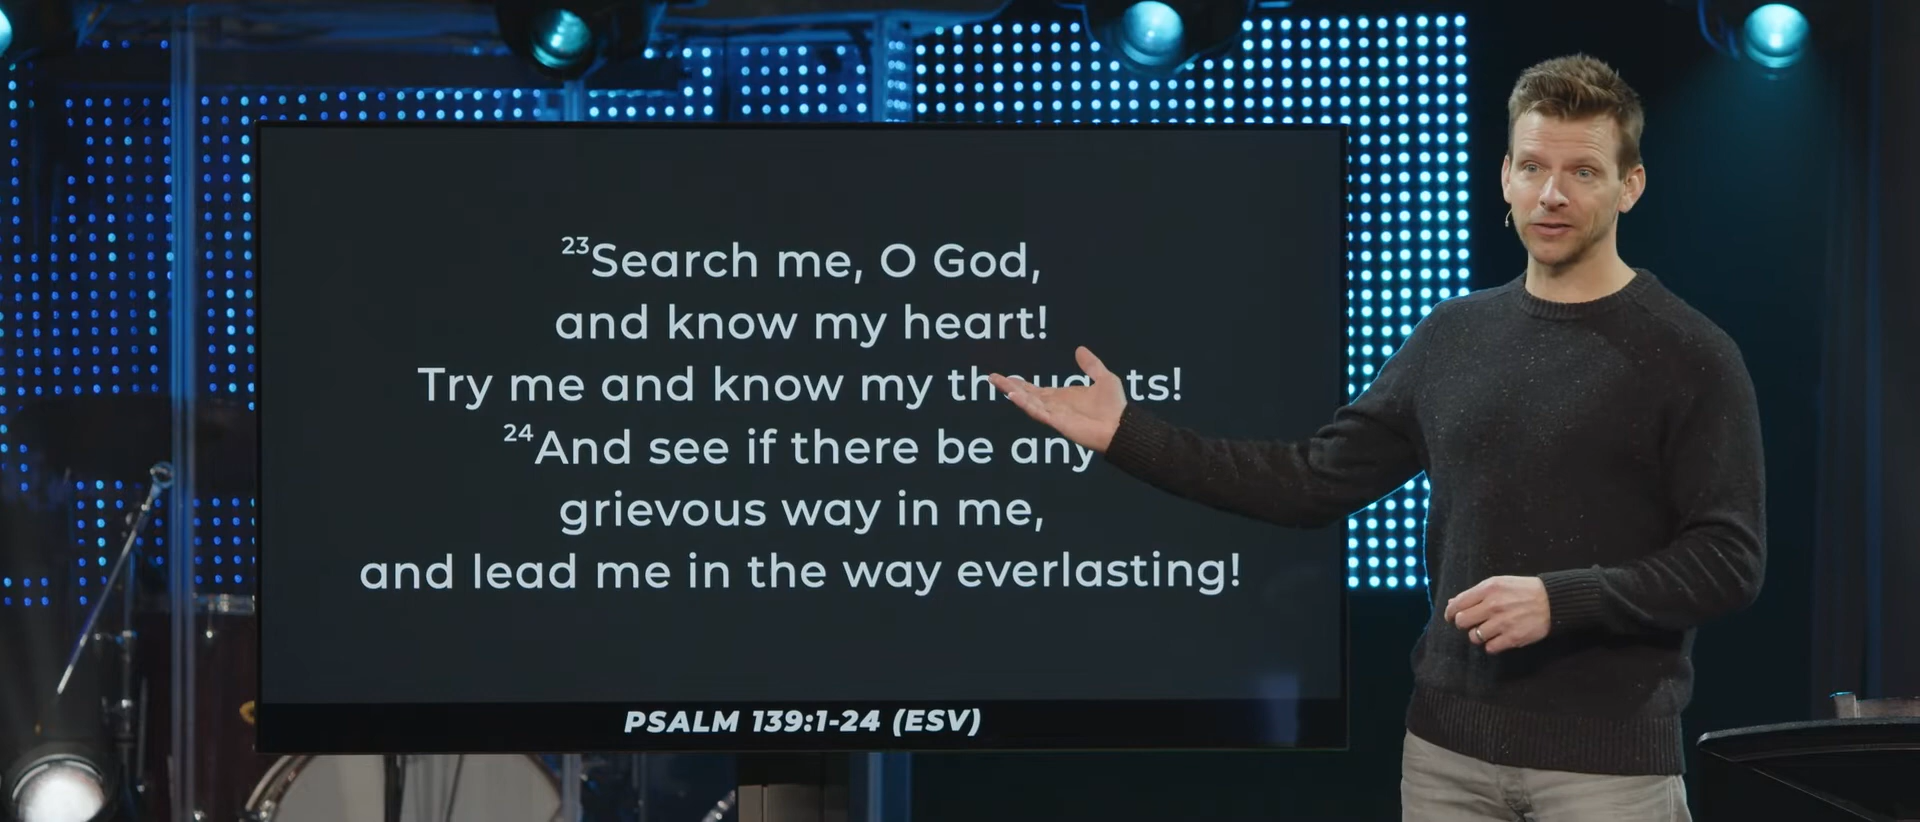 23Search me, O God,
and know my heart!
Try me and know my thoughts!
24And see if there be any
grievous way in me,
and lead me in the way everlasting!
PSALM 139:1-24 (ESV)